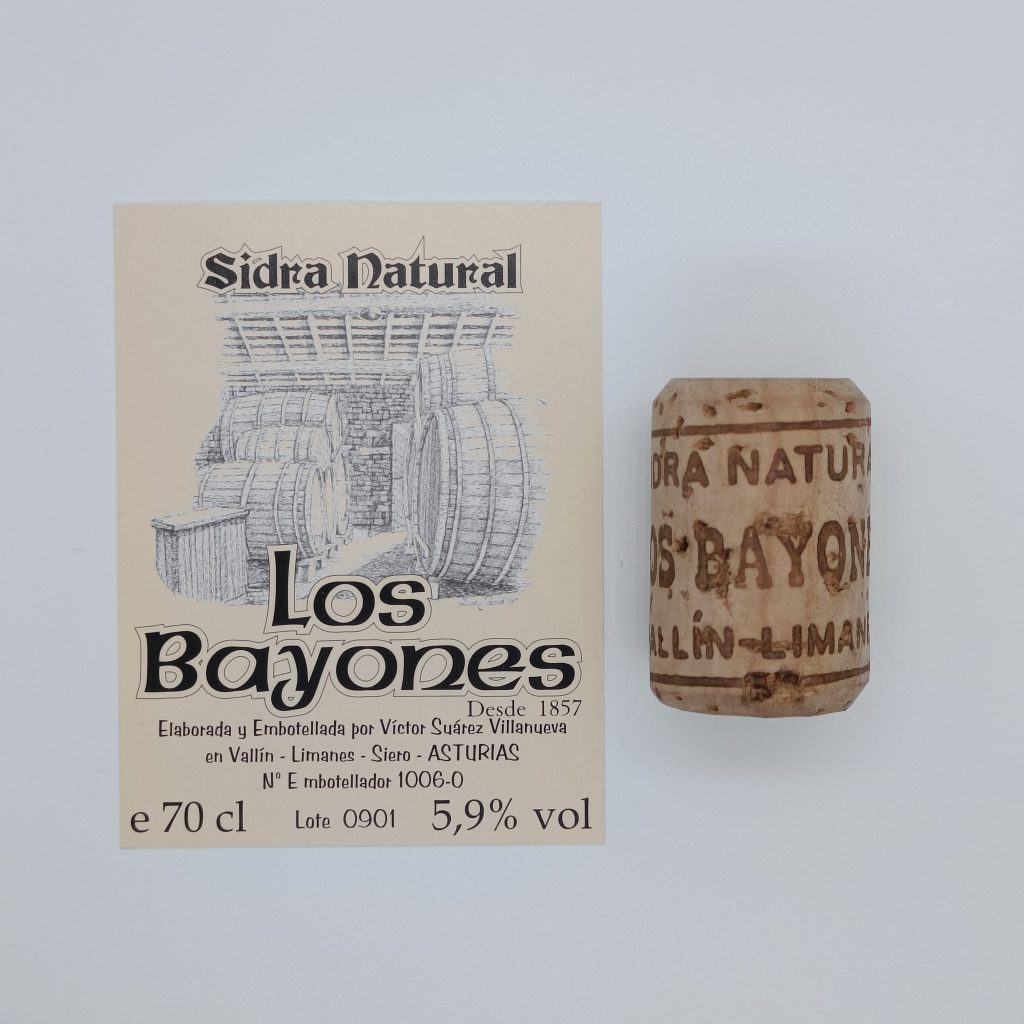 Sidra Natural
Los
Bayones
Desde 1857
Elaborada y Embotellada por Víctor Suárez Villanueva
en Vallín - Limanes - Siero - ASTURIAS
Nº E mbotellador 1006-0
e 70 cl Lote 0901 5,9% vol
DRA NATURA
OS BAYONE
VALLÍN-LIMANE